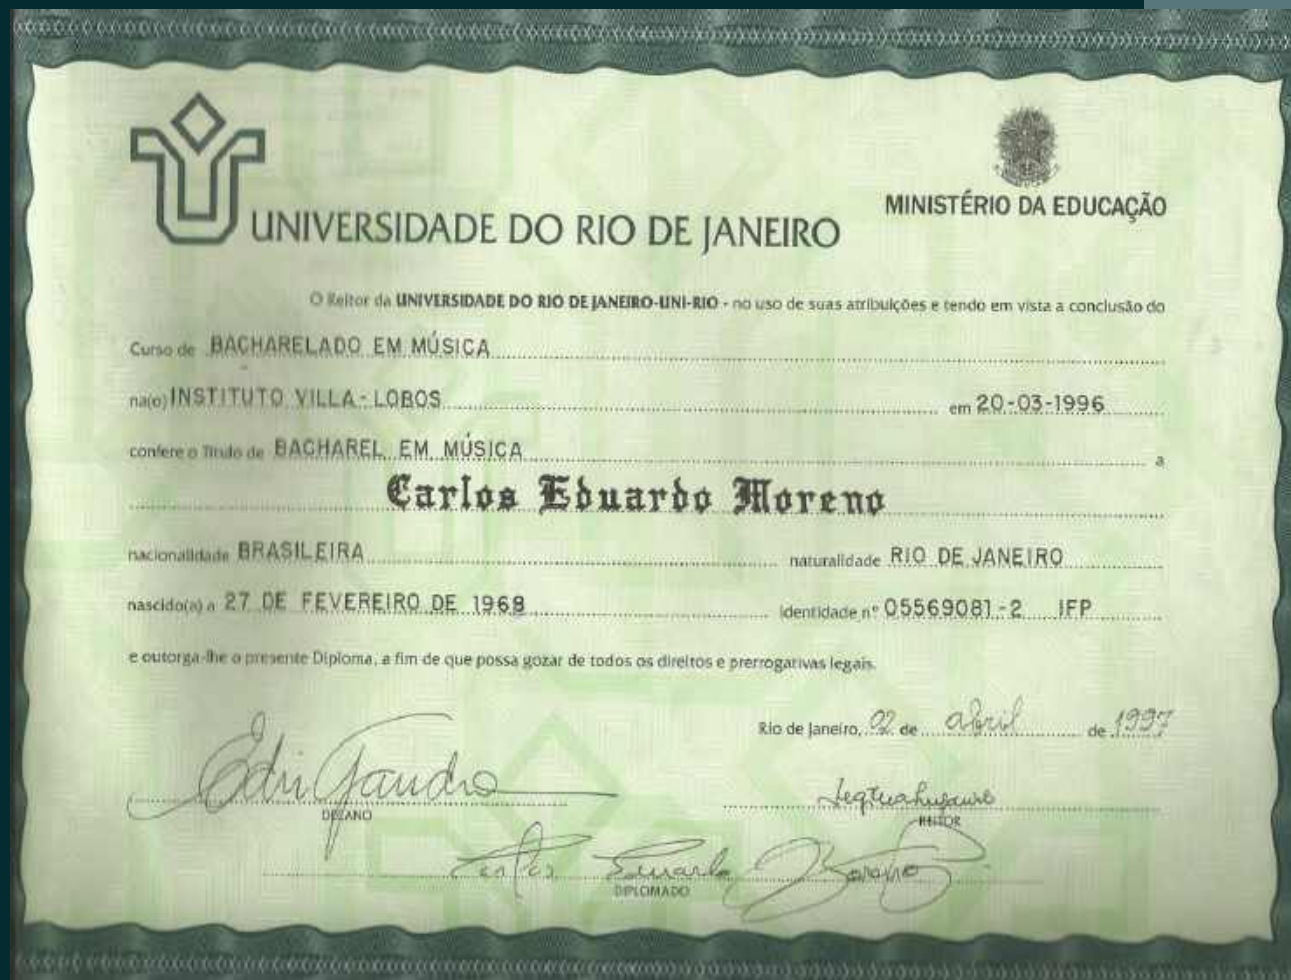 UNIVERSIDADE DO RIO DE JANEIRO
MINISTÉRIO DA EDUCAÇÃO
O Reitor da UNIVERSIDADE DO RIO DE JANEIRO-UNI-RIO - no uso de suas atribuições e tendo em vista a conclusão do
Curso de BACHARELADO EM MÚSICA
na(o) INSTITUTO VILLA-LOBOS em 20-03-1996
confere o Título de BACHAREL EM MÚSICA a
Carlos Eduardo Moreno
nacionalidade BRASILEIRA naturalidade RIO DE JANEIRO
nascido(a) a 27 DE FEVEREIRO DE 1968 identidade nº 05569081-2 IFP
e outorga-lhe o presente Diploma, a fim de que possa gozar de todos os direitos e prerrogativas legais.
Rio de Janeiro, 02 de abril de 1997
DECANO
REITOR
Carlos Eduardo
DIPLOMADO